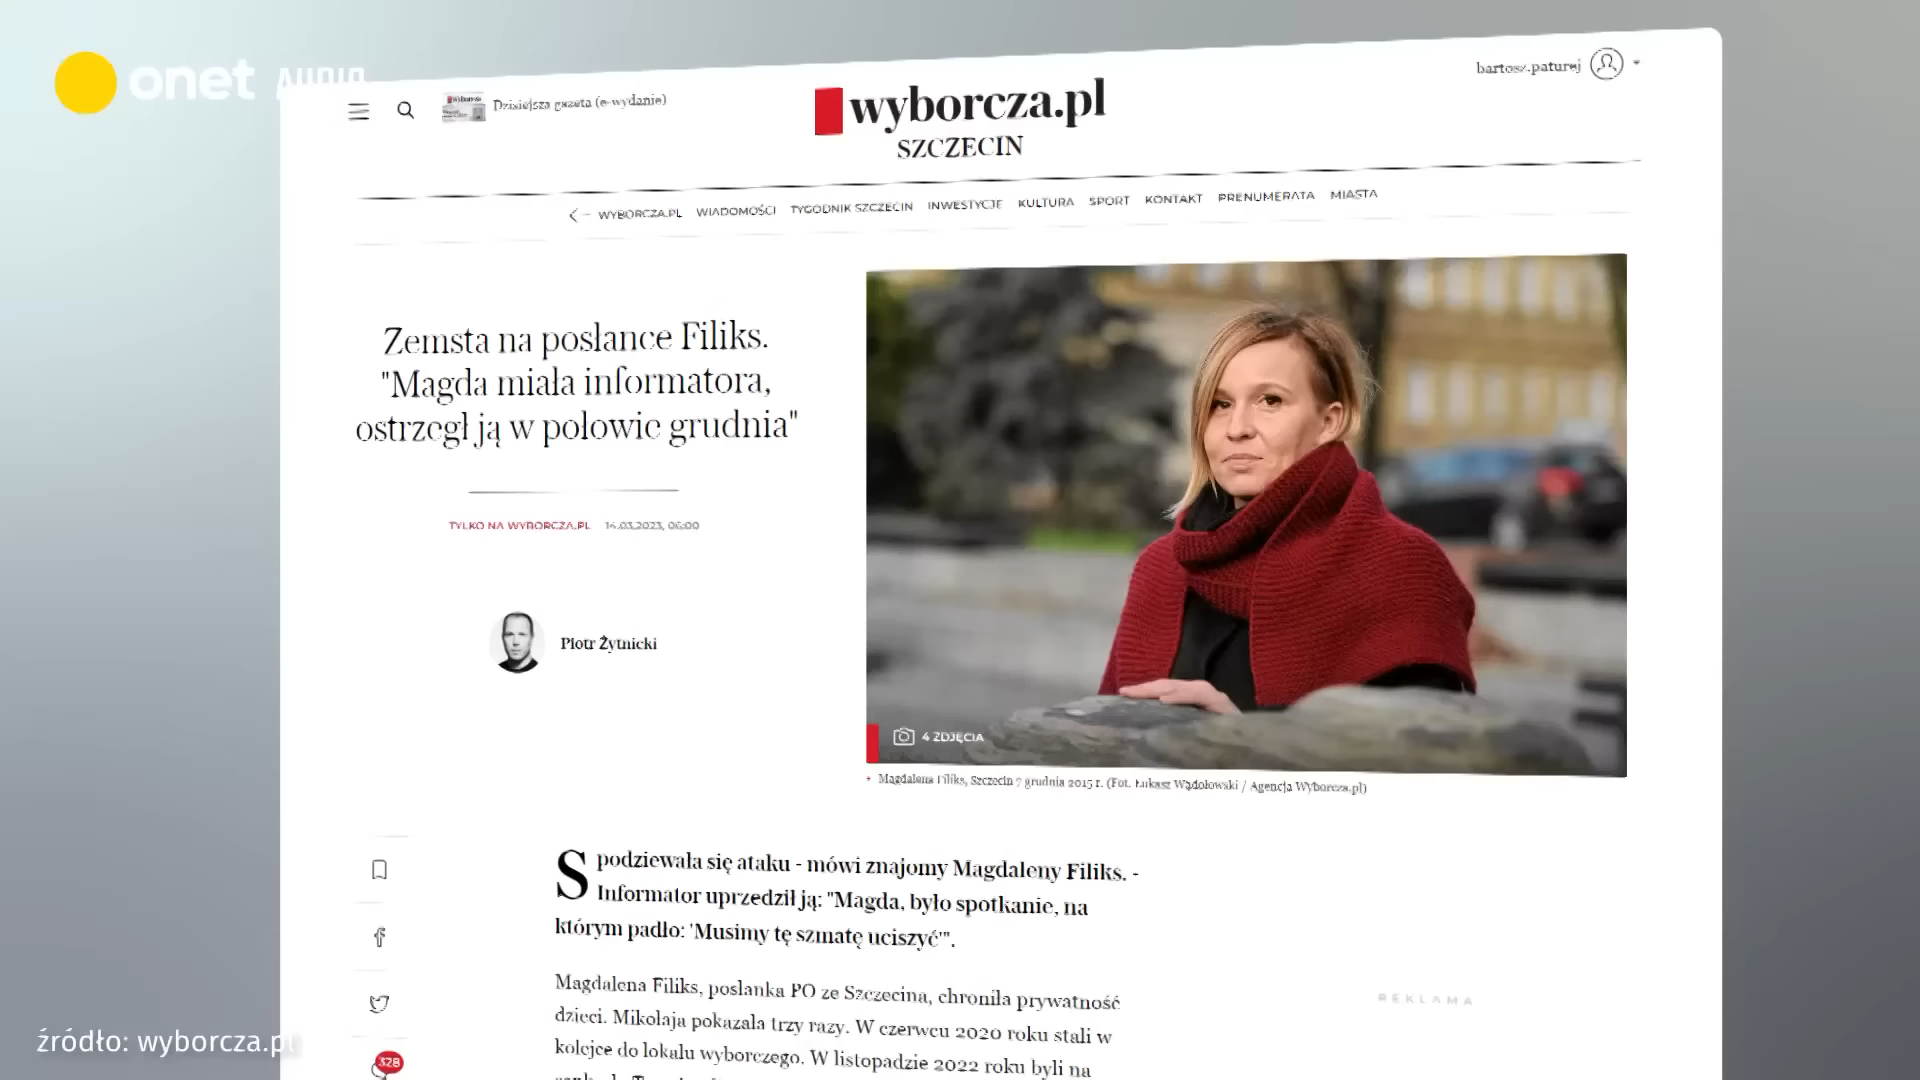 onet AUDIO
Dzisiejsza gazeta (e-wydanie)
wyborcza.pl
SZCZECIN
bartosz.paturej
WYBORCZA.PL WIADOMOŚCI TYGODNIK SZCZECIN INWESTYCJE KULTURA SPORT KONTAKT PRENUMERATA MIASTA
Zemsta na posłance Filiks.
"Magda miała informatora,
ostrzegł ją w połowie grudnia"
TYLKO NA WYBORCZA.PL 14.03.2023, 06:00
Piotr Żytnicki
4 ZDJĘCIA
Magdalena Filiks, Szczecin 7 grudnia 2015 r. (Fot. Łukasz Wądołowski / Agencja Wyborcza.pl)
Spodziewała się ataku - mówi znajomy Magdaleny Filiks. -
Informator uprzedził ją: "Magda, było spotkanie, na
którym padło: 'Musimy tę szmatę uciszyć'".
Magdalena Filiks, posłanka PO ze Szczecina, chroniła prywatność
dzieci. Mikołaja pokazała trzy razy. W czerwcu 2020 roku stali w
kolejce do lokalu wyborczego. W listopadzie 2022 roku byli na
REKLAMA
328
źródło: wyborcza.pl